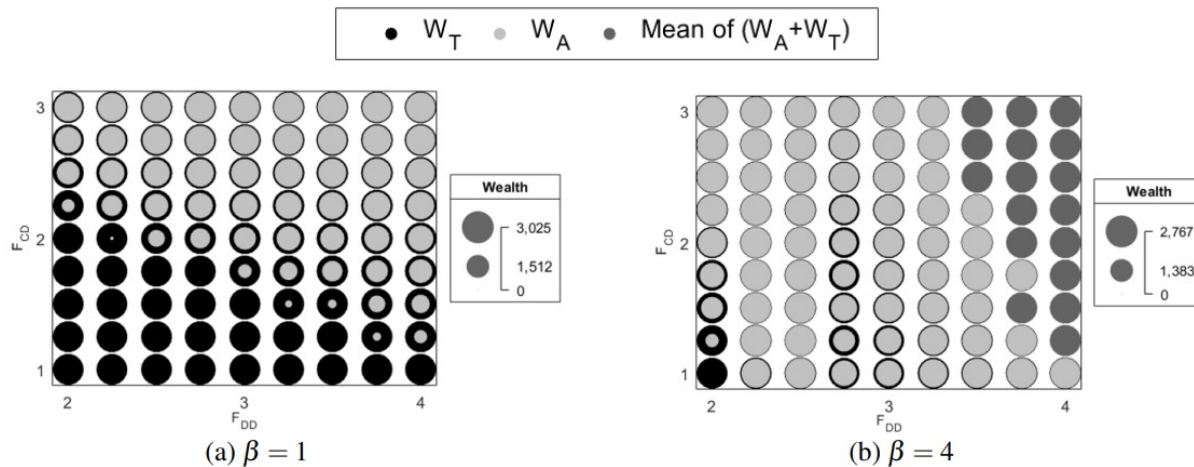 W_T W_A Mean of (W_A+W_T)
3
2
1
F_CD
2 3 4
F_DD
Wealth
3,025
1,512
0
(a) β = 1
3
2
1
F_CD
2 3 4
F_DD
Wealth
2,767
1,383
0
(b) β = 4